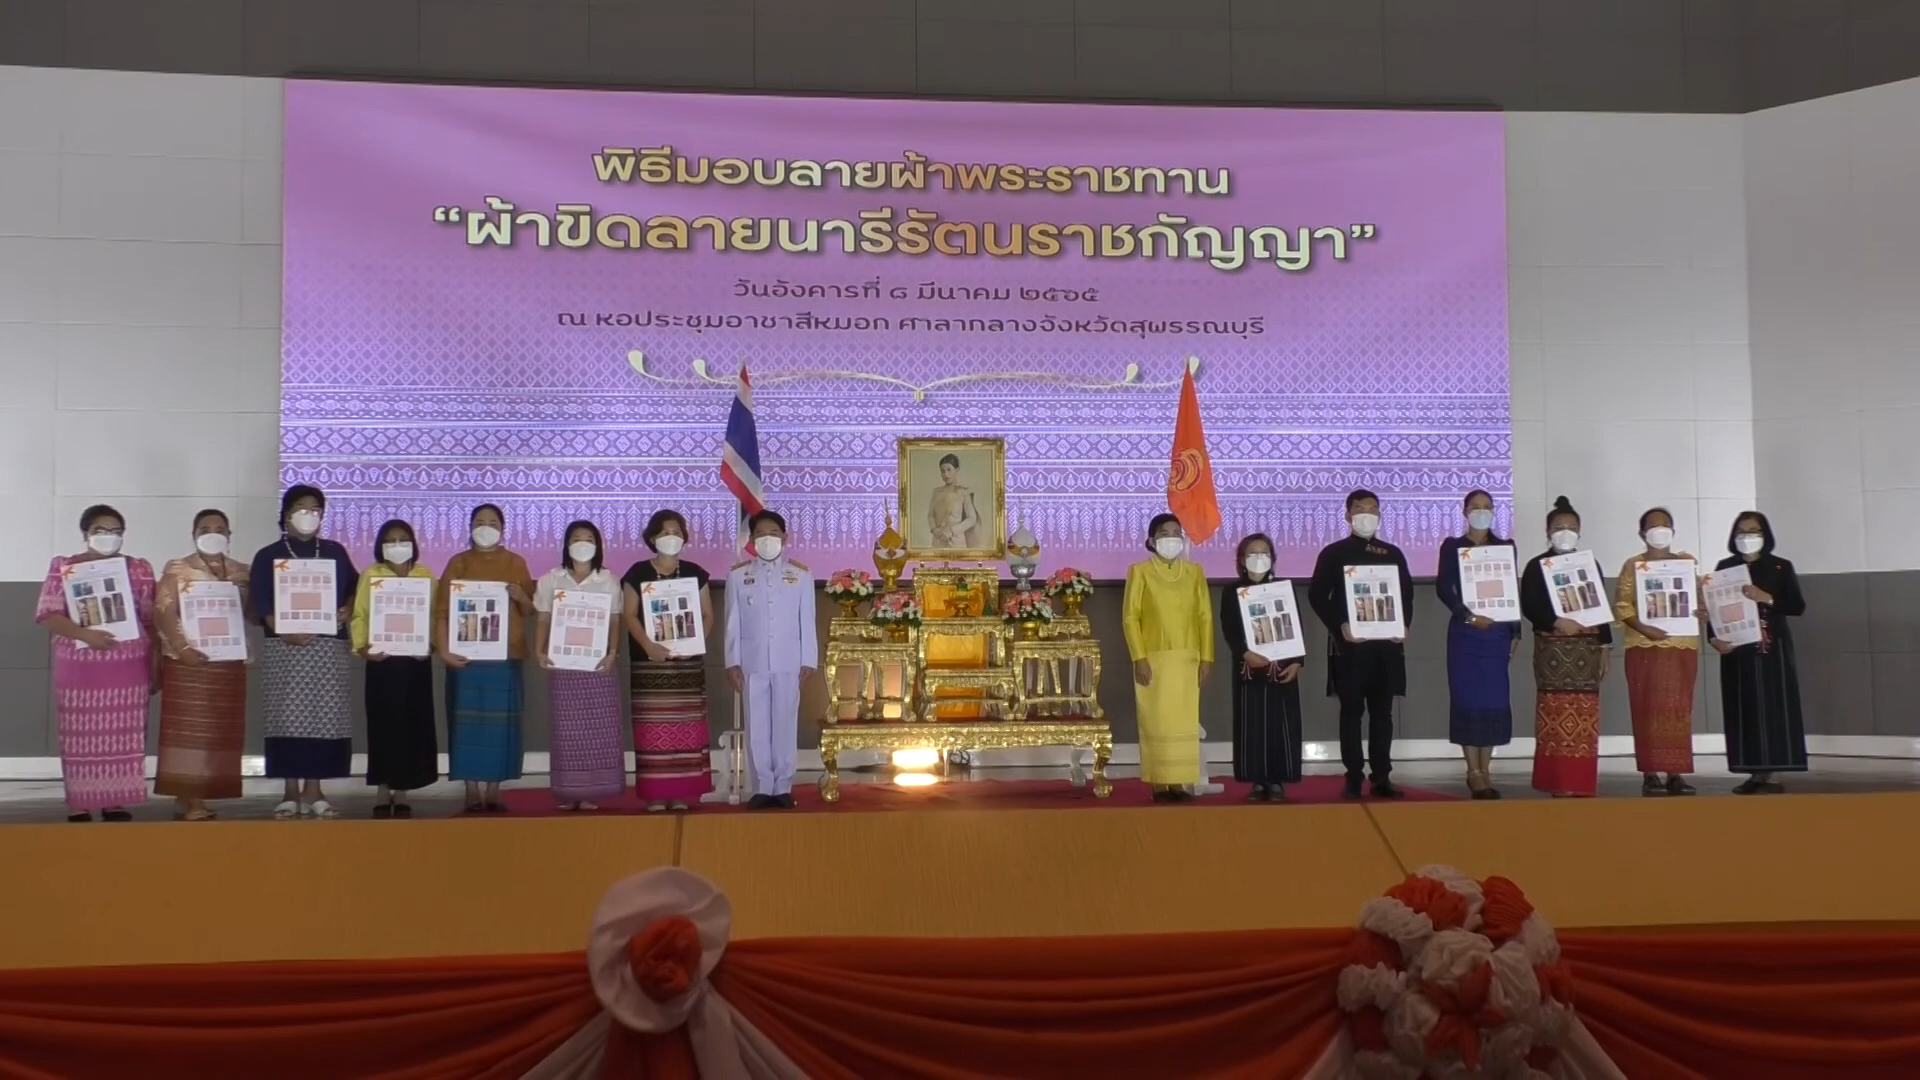 พิธีมอบลายผ้าพระราชทาน
“ผ้าขิดลายนารีรัตนราชกัญญา”
วันอังคารที่ ๘ มีนาคม ๒๕๖๕
ณ หอประชุมอาชาสีหมอก ศาลากลางจังหวัดสุพรรณบุรี